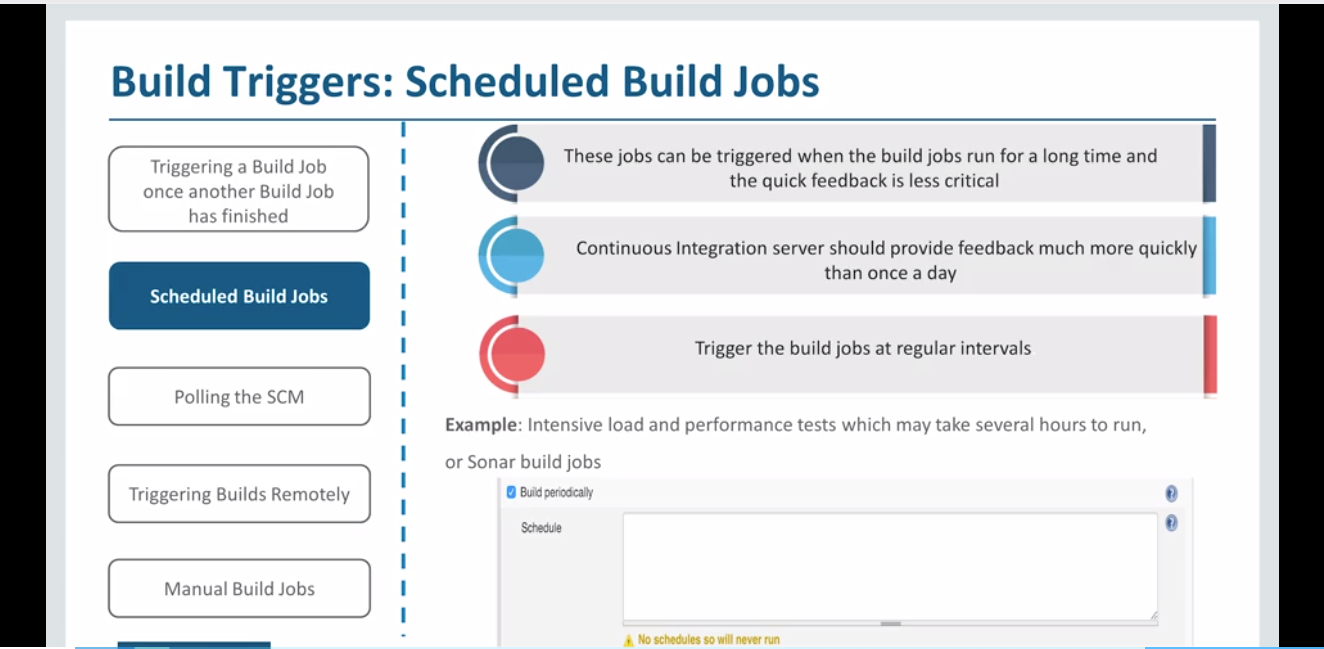 Build Triggers: Scheduled Build Jobs
Triggering a Build Job
once another Build Job
has finished
Scheduled Build Jobs
Polling the SCM
Triggering Builds Remotely
Manual Build Jobs
These jobs can be triggered when the build jobs run for a long time and
the quick feedback is less critical
Continuous Integration server should provide feedback much more quickly
than once a day
Trigger the build jobs at regular intervals
Example: Intensive load and performance tests which may take several hours to run,
or Sonar build jobs
Build periodically
Schedule
No schedules so will never run